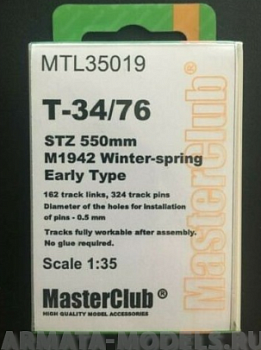 MTL35019
T-34/76
STZ 550mm
M1942 Winter-spring
Early Type
162 track links, 324 track pins
Diameter of the holes for installation
of pins - 0.5 mm
Tracks fully workable after assembly.
No glue required.
Scale 1:35
MasterClub®
HIGH QUALITY MODEL ACCESSORIES
MasterClub®
ARMATA-MODELS.RU